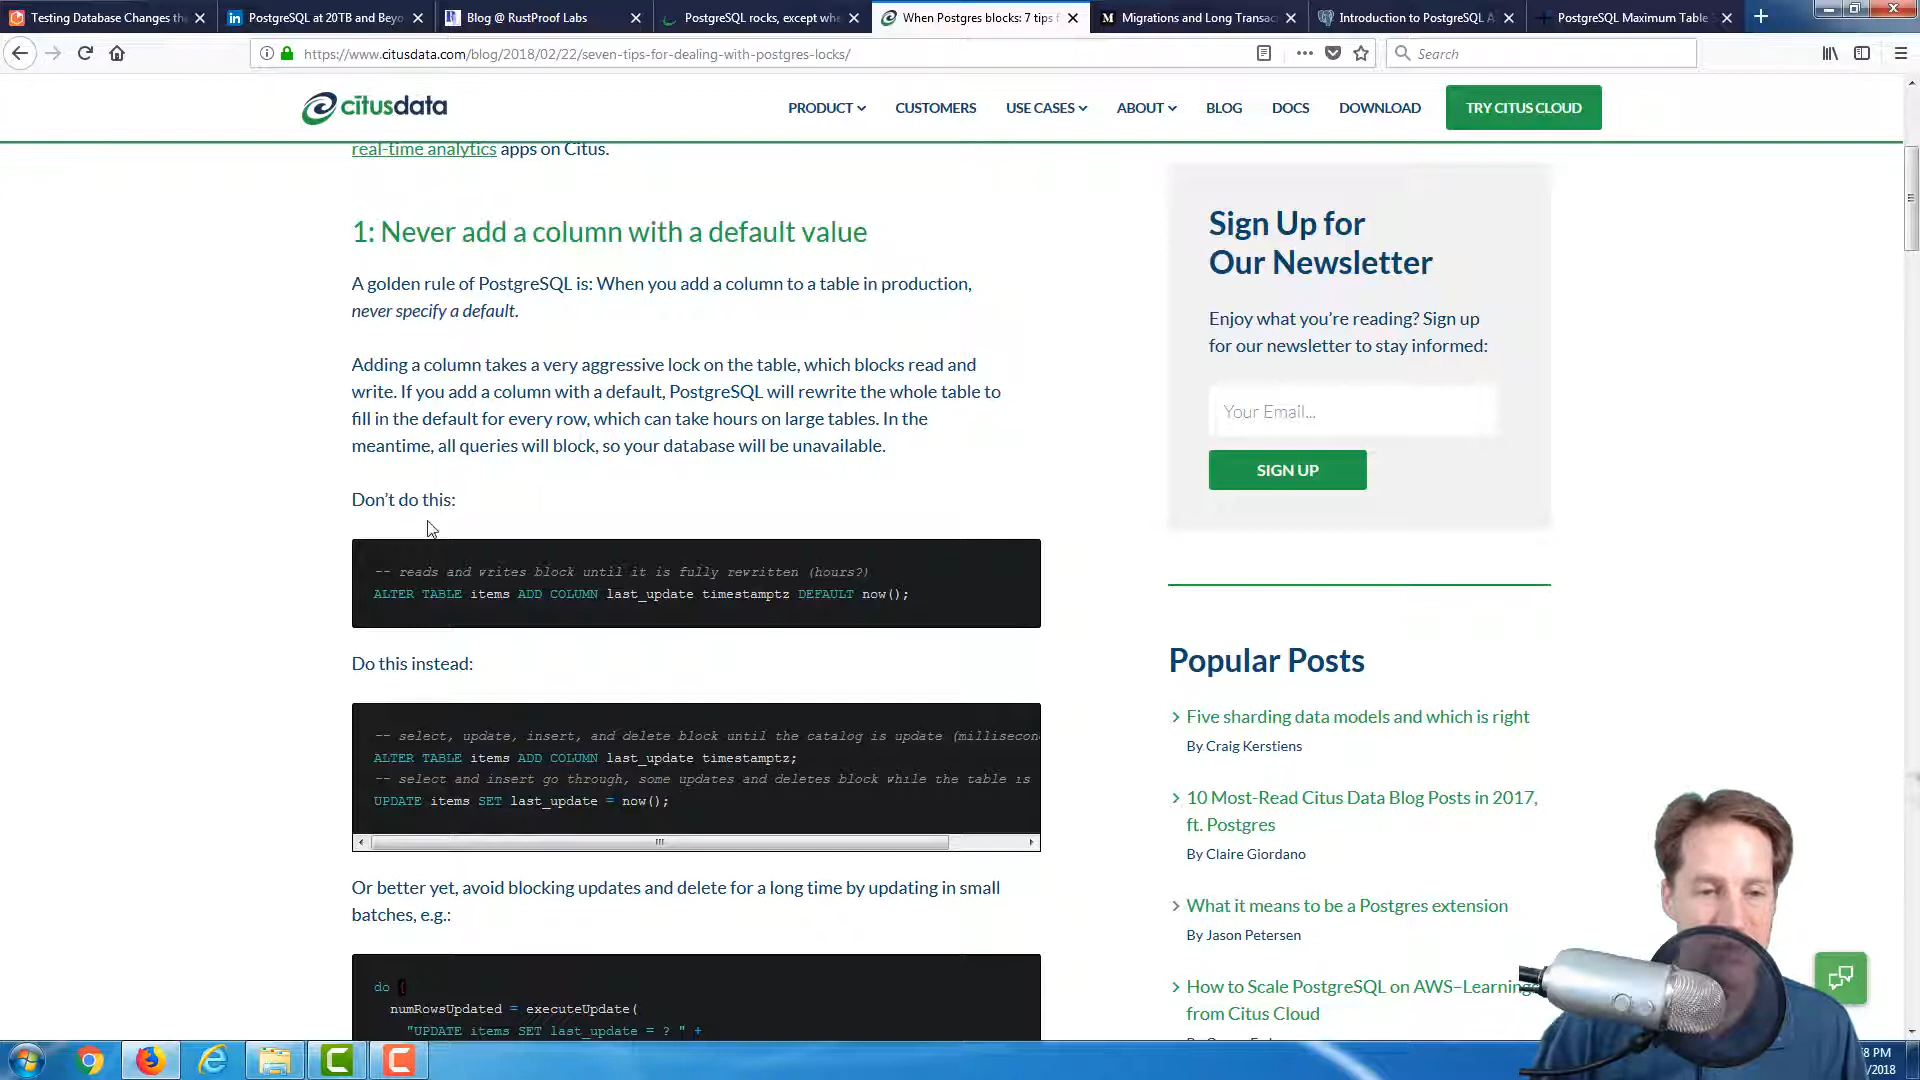 Testing Database Changes the
PostgreSQL at 20TB and Beyo
Blog @ RustProof Labs
PostgreSQL rocks, except whe
When Postgres blocks: 7 tips f
Migrations and Long Transac
Introduction to PostgreSQL A
PostgreSQL Maximum Table S
https://www.citusdata.com/blog/2018/02/22/seven-tips-for-dealing-with-postgres-locks/
Search
citusdata
PRODUCT
CUSTOMERS
USE CASES
ABOUT
BLOG
DOCS
DOWNLOAD
TRY CITUS CLOUD
real-time analytics apps on Citus.
1: Never add a column with a default value
A golden rule of PostgreSQL is: When you add a column to a table in production,
never specify a default.
Adding a column takes a very aggressive lock on the table, which blocks read and
write. If you add a column with a default, PostgreSQL will rewrite the whole table to
fill in the default for every row, which can take hours on large tables. In the
meantime, all queries will block, so your database will be unavailable.
Don't do this:
-- reads and writes block until it is fully rewritten (hours?)
ALTER TABLE items ADD COLUMN last_update timestamptz DEFAULT now();
Do this instead:
-- select, update, insert, and delete block until the catalog is update (millisecon
ALTER TABLE items ADD COLUMN last_update timestamptz;
-- select and insert go through, some updates and deletes block while the table is
UPDATE items SET last_update = now();
Or better yet, avoid blocking updates and delete for a long time by updating in small
batches, e.g.:
do {
numRowsUpdated = executeUpdate(
"UPDATE items SET last_update = ? " +
Sign Up for
Our Newsletter
Enjoy what you're reading? Sign up
for our newsletter to stay informed:
Your Email...
SIGN UP
Popular Posts
Five sharding data models and which is right
By Craig Kerstiens
10 Most-Read Citus Data Blog Posts in 2017,
ft. Postgres
By Claire Giordano
What it means to be a Postgres extension
By Jason Petersen
How to Scale PostgreSQL on AWS–Learnings
from Citus Cloud
8 PM
/2018